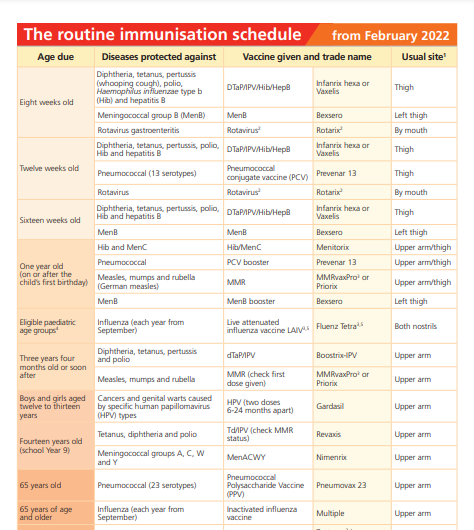 The routine immunisation schedule from February 2022
Age due Diseases protected against Vaccine given and trade name Usual site¹
Eight weeks old
Diphtheria, tetanus, pertussis
(whooping cough), polio,
Haemophilus influenzae type b
(Hib) and hepatitis B
DTaP/IPV/Hib/HepB
Infanrix hexa or
Vaxelis
Thigh
Meningococcal group B (MenB) MenB Bexsero Left thigh
Rotavirus gastroenteritis Rotavirus² Rotarix² By mouth
Twelve weeks old
Diphtheria, tetanus, pertussis, polio,
Hib and hepatitis B
DTaP/IPV/Hib/HepB
Infanrix hexa or
Vaxelis
Thigh
Pneumococcal (13 serotypes)
Pneumococcal
conjugate vaccine (PCV)
Prevenar 13
Thigh
Rotavirus Rotavirus² Rotarix² By mouth
Sixteen weeks old
Diphtheria, tetanus, pertussis, polio,
Hib and hepatitis B
DTaP/IPV/Hib/HepB
Infanrix hexa or
Vaxelis
Thigh
MenB MenB Bexsero Left thigh
One year old
(on or after the
child's first birthday)
Hib and MenC Hib/MenC Menitorix Upper arm/thigh
Pneumococcal PCV booster Prevenar 13 Upper arm/thigh
Measles, mumps and rubella
(German measles)
MMR
MMRvaxPro² or
Priorix
Upper arm/thigh
MenB MenB booster Bexsero Left thigh
Eligible paediatric
age groups⁴
Influenza (each year from
September)
Live attenuated
influenza vaccine LAIV³,⁵
Fluenz Tetra³,⁵
Both nostrils
Three years four
months old or soon
after
Diphtheria, tetanus, pertussis
and polio
dTaP/IPV
Boostrix-IPV
Upper arm
Measles, mumps and rubella
MMR (check first
dose given)
MMRvaxPro² or
Priorix
Upper arm
Boys and girls aged
twelve to thirteen
years
Cancers and genital warts caused
by specific human papillomavirus
(HPV) types
HPV (two doses
6-24 months apart)
Gardasil
Upper arm
Fourteen years old
(school Year 9)
Tetanus, diphtheria and polio
Td/IPV (check MMR
status)
Revaxis
Upper arm
Meningococcal groups A, C, W
and Y
MenACWY
Nimenrix
Upper arm
65 years old
Pneumococcal (23 serotypes)
Pneumococcal
Polysaccharide Vaccine
(PPV)
Pneumovax 23
Upper arm
65 years of age
and older
Influenza (each year from
September)
Inactivated influenza
vaccine
Multiple
Upper arm